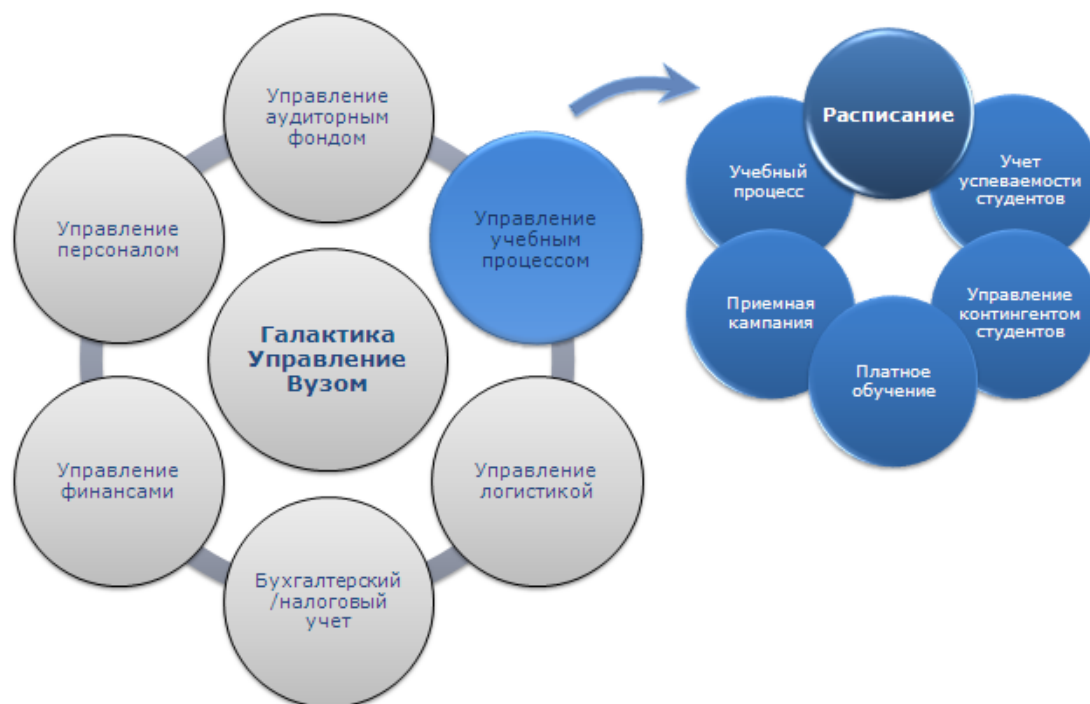 Управление
аудиторным
фондом
Управление
персоналом
Управление
учебным
процессом
Галактика
Управление
Вузом
Управление
финансами
Управление
логистикой
Бухгалтерский
/налоговый
учет
Расписание
Учебный
процесс
Учет
успеваемости
студентов
Приемная
кампания
Управление
контингентом
студентов
Платное
обучение